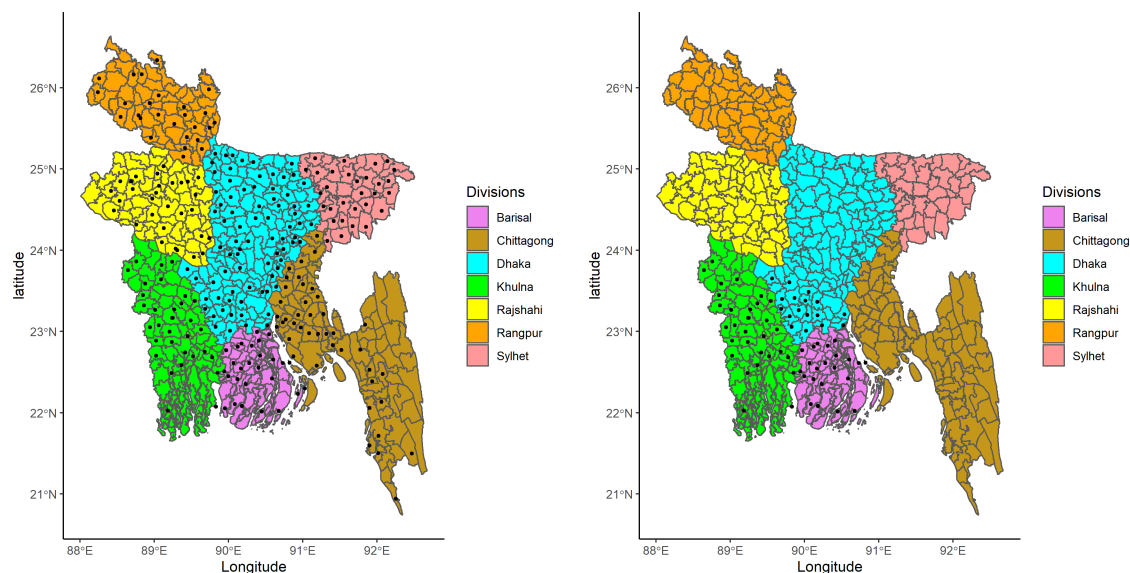 latitude
26°N
25°N
24°N
23°N
22°N
21°N
88°E 89°E 90°E 91°E 92°E
Longitude
Divisions
Barisal
Chittagong
Dhaka
Khulna
Rajshahi
Rangpur
Sylhet
latitude
26°N
25°N
24°N
23°N
22°N
21°N
88°E 89°E 90°E 91°E 92°E
Longitude
Divisions
Barisal
Chittagong
Dhaka
Khulna
Rajshahi
Rangpur
Sylhet